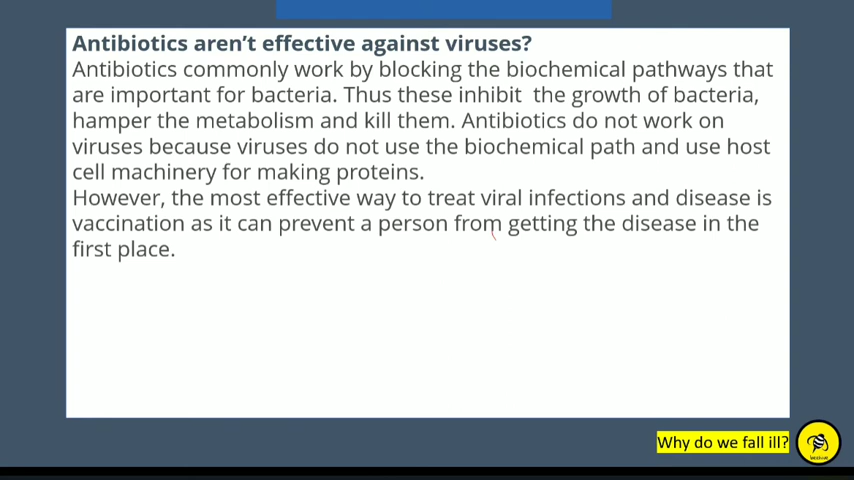 Antibiotics aren’t effective against viruses?
Antibiotics commonly work by blocking the biochemical pathways that
are important for bacteria. Thus these inhibit  the growth of bacteria,
hamper the metabolism and kill them. Antibiotics do not work on
viruses because viruses do not use the biochemical path and use host
cell machinery for making proteins.
However, the most effective way to treat viral infections and disease is
vaccination as it can prevent a person from getting the disease in the
first place.
Why do we fall ill?